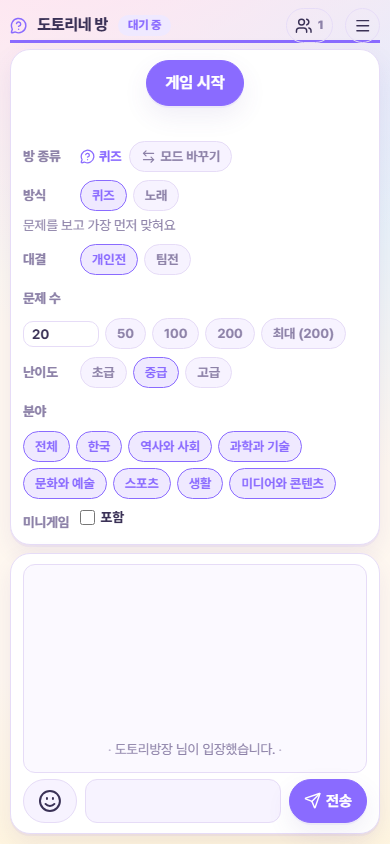 도토리네 방 대기 중 1
게임 시작
방 종류 퀴즈 모드 바꾸기
방식 퀴즈 노래
문제를 보고 가장 먼저 맞혀요
대결 개인전 팀전
문제 수
20 50 100 200 최대 (200)
난이도 초급 중급 고급
분야
전체 한국 역사와 사회 과학과 기술
문화와 예술 스포츠 생활 미디어와 콘텐츠
미니게임 포함
· 도토리방장 님이 입장했습니다. ·
전송